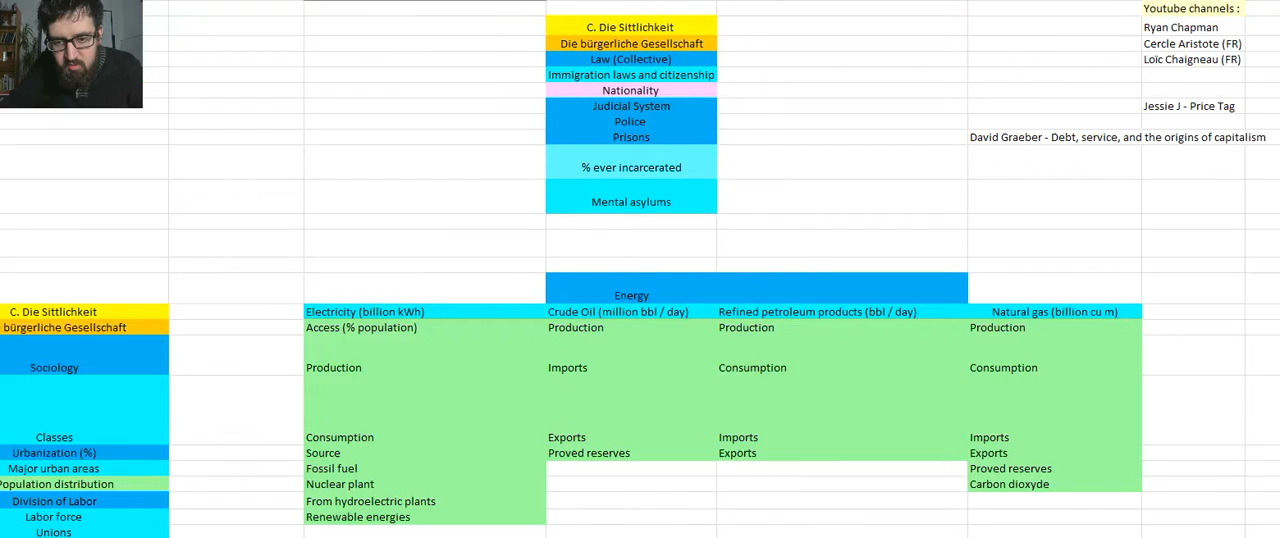 Youtube channels :
C. Die Sittlichkeit
Ryan Chapman
Die bürgerliche Gesellschaft
Cercle Aristote (FR)
Law (Collective)
Loïc Chaigneau (FR)
Immigration laws and citizenship
Nationality
Judicial System
Jessie J - Price Tag
Police
Prisons
David Graeber - Debt, service, and the origins of capitalism
% ever incarcerated
Mental asylums
Energy
C. Die Sittlichkeit
Electricity (billion kWh)
Crude Oil (million bbl / day)
Refined petroleum products (bbl / day)
Natural gas (billion cu m)
bürgerliche Gesellschaft
Access (% population)
Production
Production
Production
Sociology
Production
Imports
Consumption
Consumption
Classes
Consumption
Exports
Imports
Imports
Urbanization (%)
Source
Proved reserves
Exports
Exports
Major urban areas
Fossil fuel
Proved reserves
Population distribution
Nuclear plant
Carbon dioxyde
Division of Labor
From hydroelectric plants
Labor force
Renewable energies
Unions